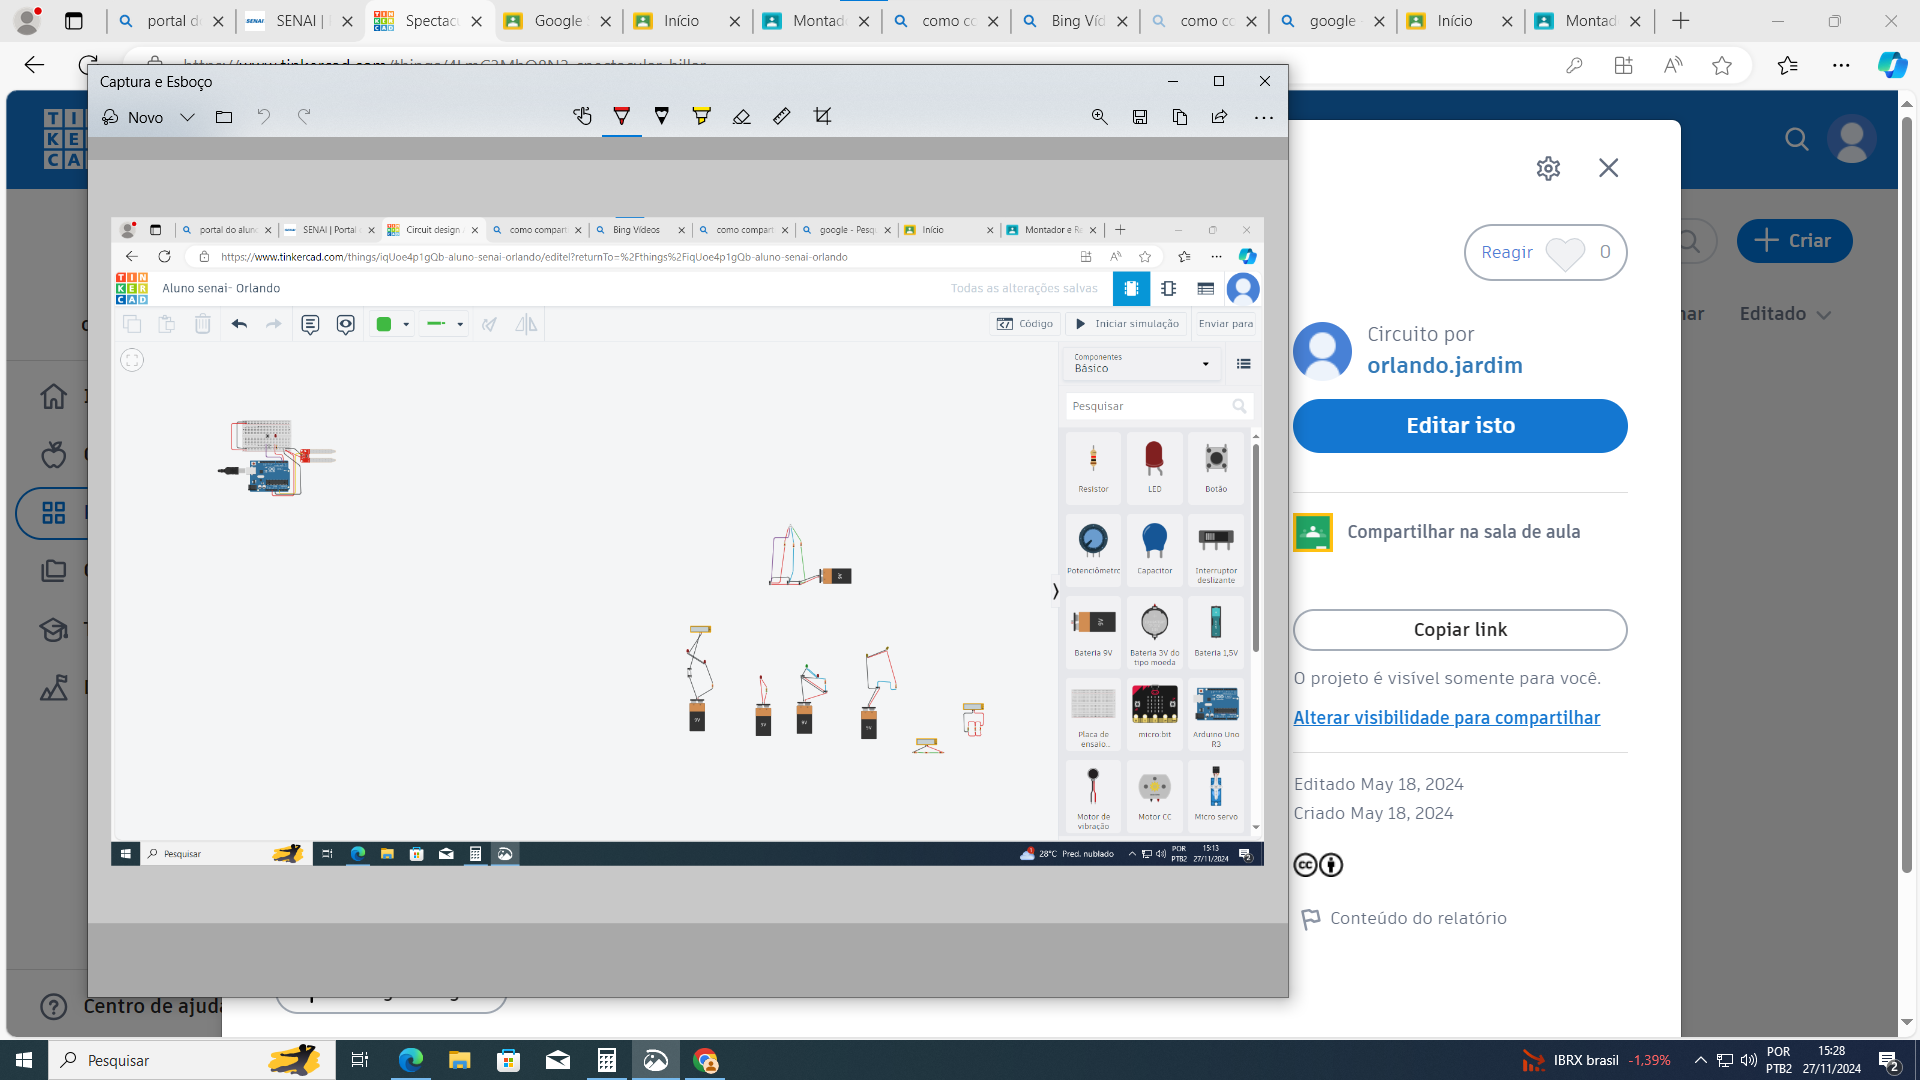 portal d
SENAI |
Spectac
Google
Início
Montad
como co
Bing Víd
como co
google -
Início
Montad
Captura e Esboço
Novo
portal do alun
SENAI | Portal
Circuit design
como compart
Bing Vídeos
como compart
google - Pesq
Início
Montador e Re
https://www.tinkercad.com/things/iqUoe4p1gQb-aluno-senai-orlando/editel?returnTo=%2Fthings%2FiqUoe4p1gQb-aluno-senai-orlando
TIN
KER
CAD
Aluno senai- Orlando
Todas as alterações salvas
Código
Iniciar simulação
Enviar para
Componentes
Básico
Pesquisar
Resistor
LED
Botão
Potenciômetro
Capacitor
Interruptor
deslizante
Bateria 9V
Bateria 3V do
tipo moeda
Bateria 1,5V
Placa de
ensaio...
micro:bit
Arduino Uno
R3
Motor de
vibração
Motor CC
Micro servo
Pesquisar
28°C Pred. nublado
POR
PTB2
15:13
27/11/2024
Reagir
0
Criar
Editado
Circuito por
orlando.jardim
Editar isto
Compartilhar na sala de aula
Copiar link
O projeto é visível somente para você.
Alterar visibilidade para compartilhar
Editado May 18, 2024
Criado May 18, 2024
Conteúdo do relatório
Centro de ajuda
Pesquisar
IBRX brasil -1,39%
POR
PTB2
15:28
27/11/2024
2